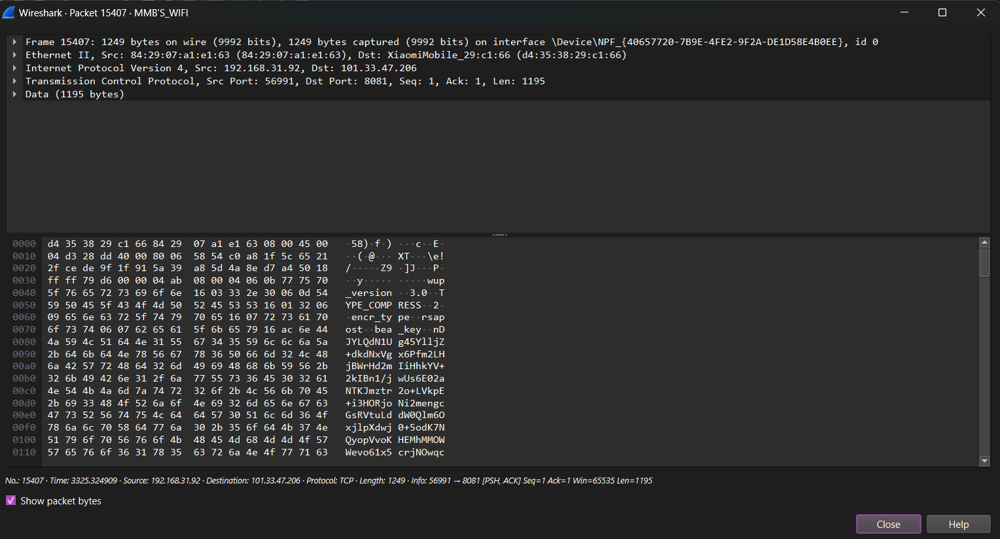 Wireshark · Packet 15407 · MMB'S_WIFI
Frame 15407: 1249 bytes on wire (9992 bits), 1249 bytes captured (9992 bits) on interface \Device\NPF_{40657720-7B9E-4FE2-9F2A-DE1D58E4B0EE}, id 0
Ethernet II, Src: 84:29:07:a1:e1:63 (84:29:07:a1:e1:63), Dst: XiaomiMobile_29:c1:66 (d4:35:38:29:c1:66)
Internet Protocol Version 4, Src: 192.168.31.92, Dst: 101.33.47.206
Transmission Control Protocol, Src Port: 56991, Dst Port: 8081, Seq: 1, Ack: 1, Len: 1195
Data (1195 bytes)
0000 d4 35 38 29 c1 66 84 29 07 a1 e1 63 08 00 45 00 ·58)·f·) ···c··E·
0010 04 d3 28 dd 40 00 80 06 58 54 c0 a8 1f 5c 65 21 ··(·@··· XT···\e!
0020 2f ce de 9f 1f 91 5a 39 a8 5d 4a 8e d7 a4 50 18 /·····Z9 ·]J···P·
0030 ff ff 79 d6 00 00 04 ab 08 00 04 06 0b 77 75 70 ··y····· ·····wup
0040 5f 76 65 72 73 69 6f 6e 16 03 33 2e 30 06 0d 54 _version ··3.0··T
0050 59 50 45 5f 43 4f 4d 50 52 45 53 53 16 01 32 06 YPE_COMP RESS··2·
0060 09 65 6e 63 72 5f 74 79 70 65 16 07 72 73 61 70 ·encr_ty pe··rsap
0070 6f 73 74 06 07 62 65 61 5f 6b 65 79 16 ac 6e 44 ost··bea _key··nD
0080 4a 59 4c 51 64 4e 31 55 67 34 35 59 6c 6c 6a 5a JYLQdN1U g45YlljZ
0090 2b 64 6b 64 4e 78 56 67 78 36 50 66 6d 32 4c 48 +dkdNxVg x6Pfm2LH
00a0 6a 42 57 72 48 64 32 6d 49 69 48 68 6b 59 56 2b jBWrHd2m IiHhkYV+
00b0 32 6b 49 42 6e 31 2f 6a 77 55 73 36 45 30 32 61 2kIBn1/j wUs6E02a
00c0 4e 54 4b 4a 6d 7a 74 72 32 6f 2b 4c 56 6b 70 45 NTKJmztr 2o+LVkpE
00d0 2b 69 33 48 4f 52 6a 6f 4e 69 32 6d 65 6e 67 63 +i3HORjo Ni2mengc
00e0 47 73 52 56 74 75 4c 64 64 57 30 51 6c 6d 36 4f GsRVtuLd dW0Qlm6O
00f0 78 6a 6c 70 58 64 77 6a 30 2b 35 6f 64 4b 37 4e xjlpXdwj 0+5odK7N
0100 51 79 6f 70 56 76 6f 4b 48 45 4d 68 4d 4d 4f 57 QyopVvoK HEMhMMOW
0110 57 65 76 6f 36 31 78 35 63 72 6a 4e 4f 77 71 63 Wevo61x5 crjNOwqc
No.: 15407 · Time: 3325.324909 · Source: 192.168.31.92 · Destination: 101.33.47.206 · Protocol: TCP · Length: 1249 · Info: 56991 → 8081 [PSH, ACK] Seq=1 Ack=1 Win=65535 Len=1195
Show packet bytes
Close Help